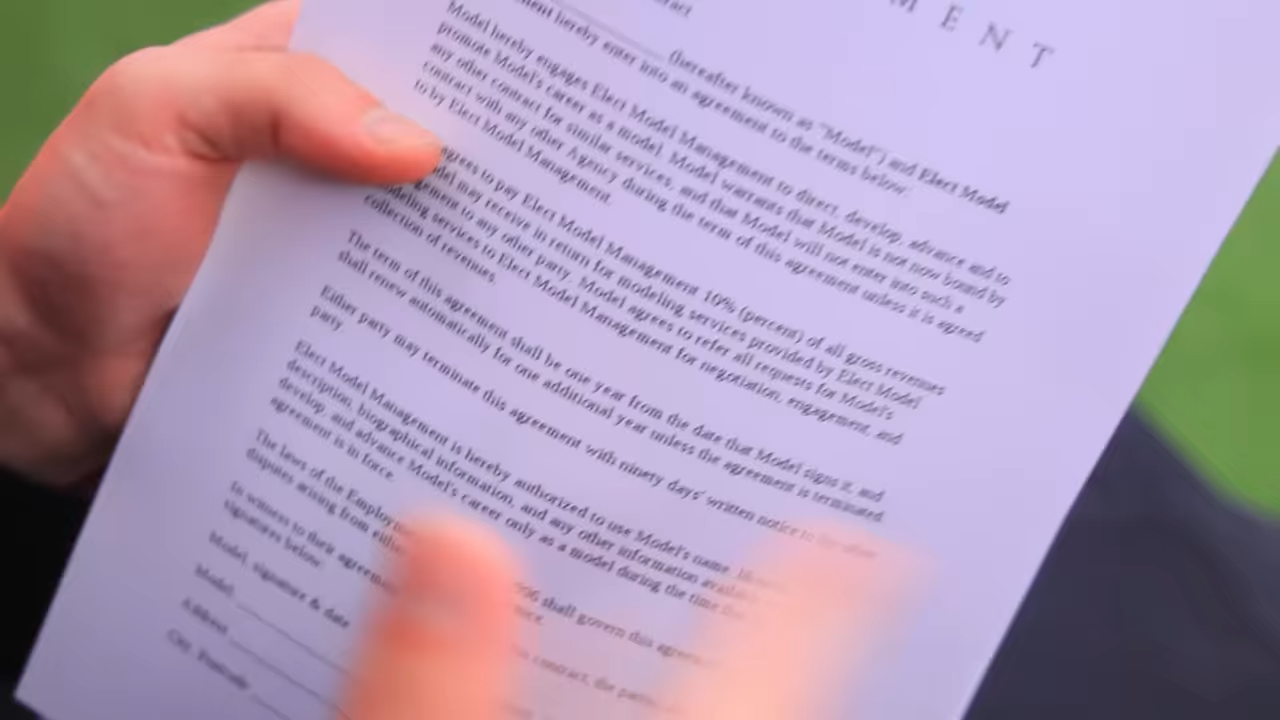 MENT
ment hereby enter into an agreement to the terms below:
(hereafter known as "Model") and Elect Model
Model hereby engages Elect Model Management to direct, develop, advance and to
promote Model's career as a model. Model warrants that Model is not now bound by
any other contract for similar services, and that Model will not enter into such a
contract with any other Agency during the term of this agreement unless it is agreed
to by Elect Model Management.
agrees to pay Elect Model Management 10% (percent) of all gross revenues
may receive in return for modeling services provided by Elect Model
to any other party. Model agrees to refer all requests for Model's
modeling services to Elect Model Management for negotiation, engagement, and
collection of revenues.
The term of this agreement shall be one year from the date that Model signs it, and
shall renew automatically for one additional year unless the agreement is terminated.
Either party may terminate this agreement with ninety days' written notice to the other
party.
Elect Model Management is hereby authorized to use Model's name,
description, biographical information, and any other information
develop, and advance Model's career only as a model during the time
agreement is in force.
The laws of the shall govern this
disputes arising from
In witness to their contract, the
signatures below:
Model, signature & date
Model
Address
City, Postcode